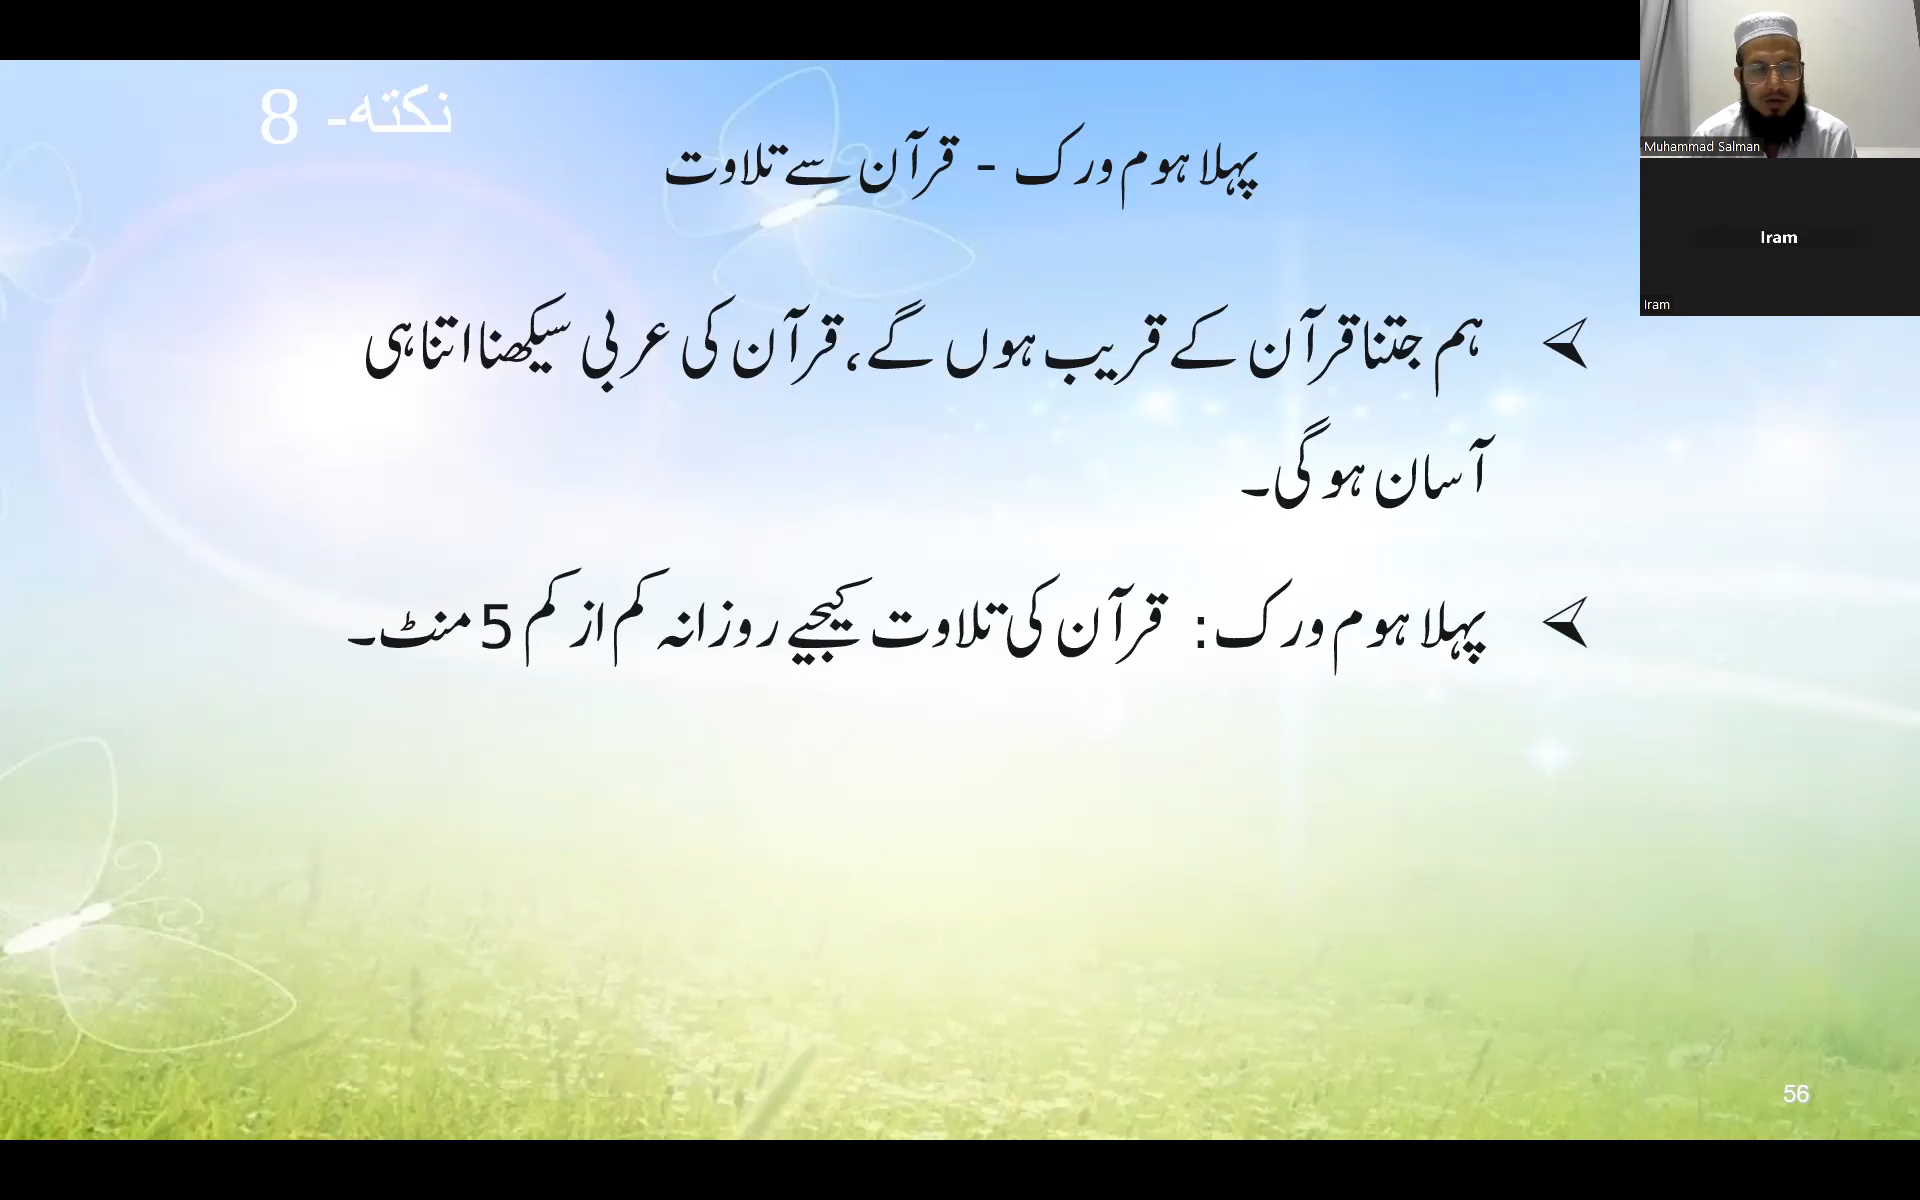 نکتہ- 8
پہلا ہوم ورک - قرآن سے تلاوت
ہم جتنا قرآن کے قریب ہوں گے، قرآن کی عربی سیکھنا اتنا ہی
آسان ہوگی۔
پہلا ہوم ورک: قرآن کی تلاوت کیجیے روزانہ کم از کم 5 منٹ۔
Muhammad Salman
Iram
Iram
56